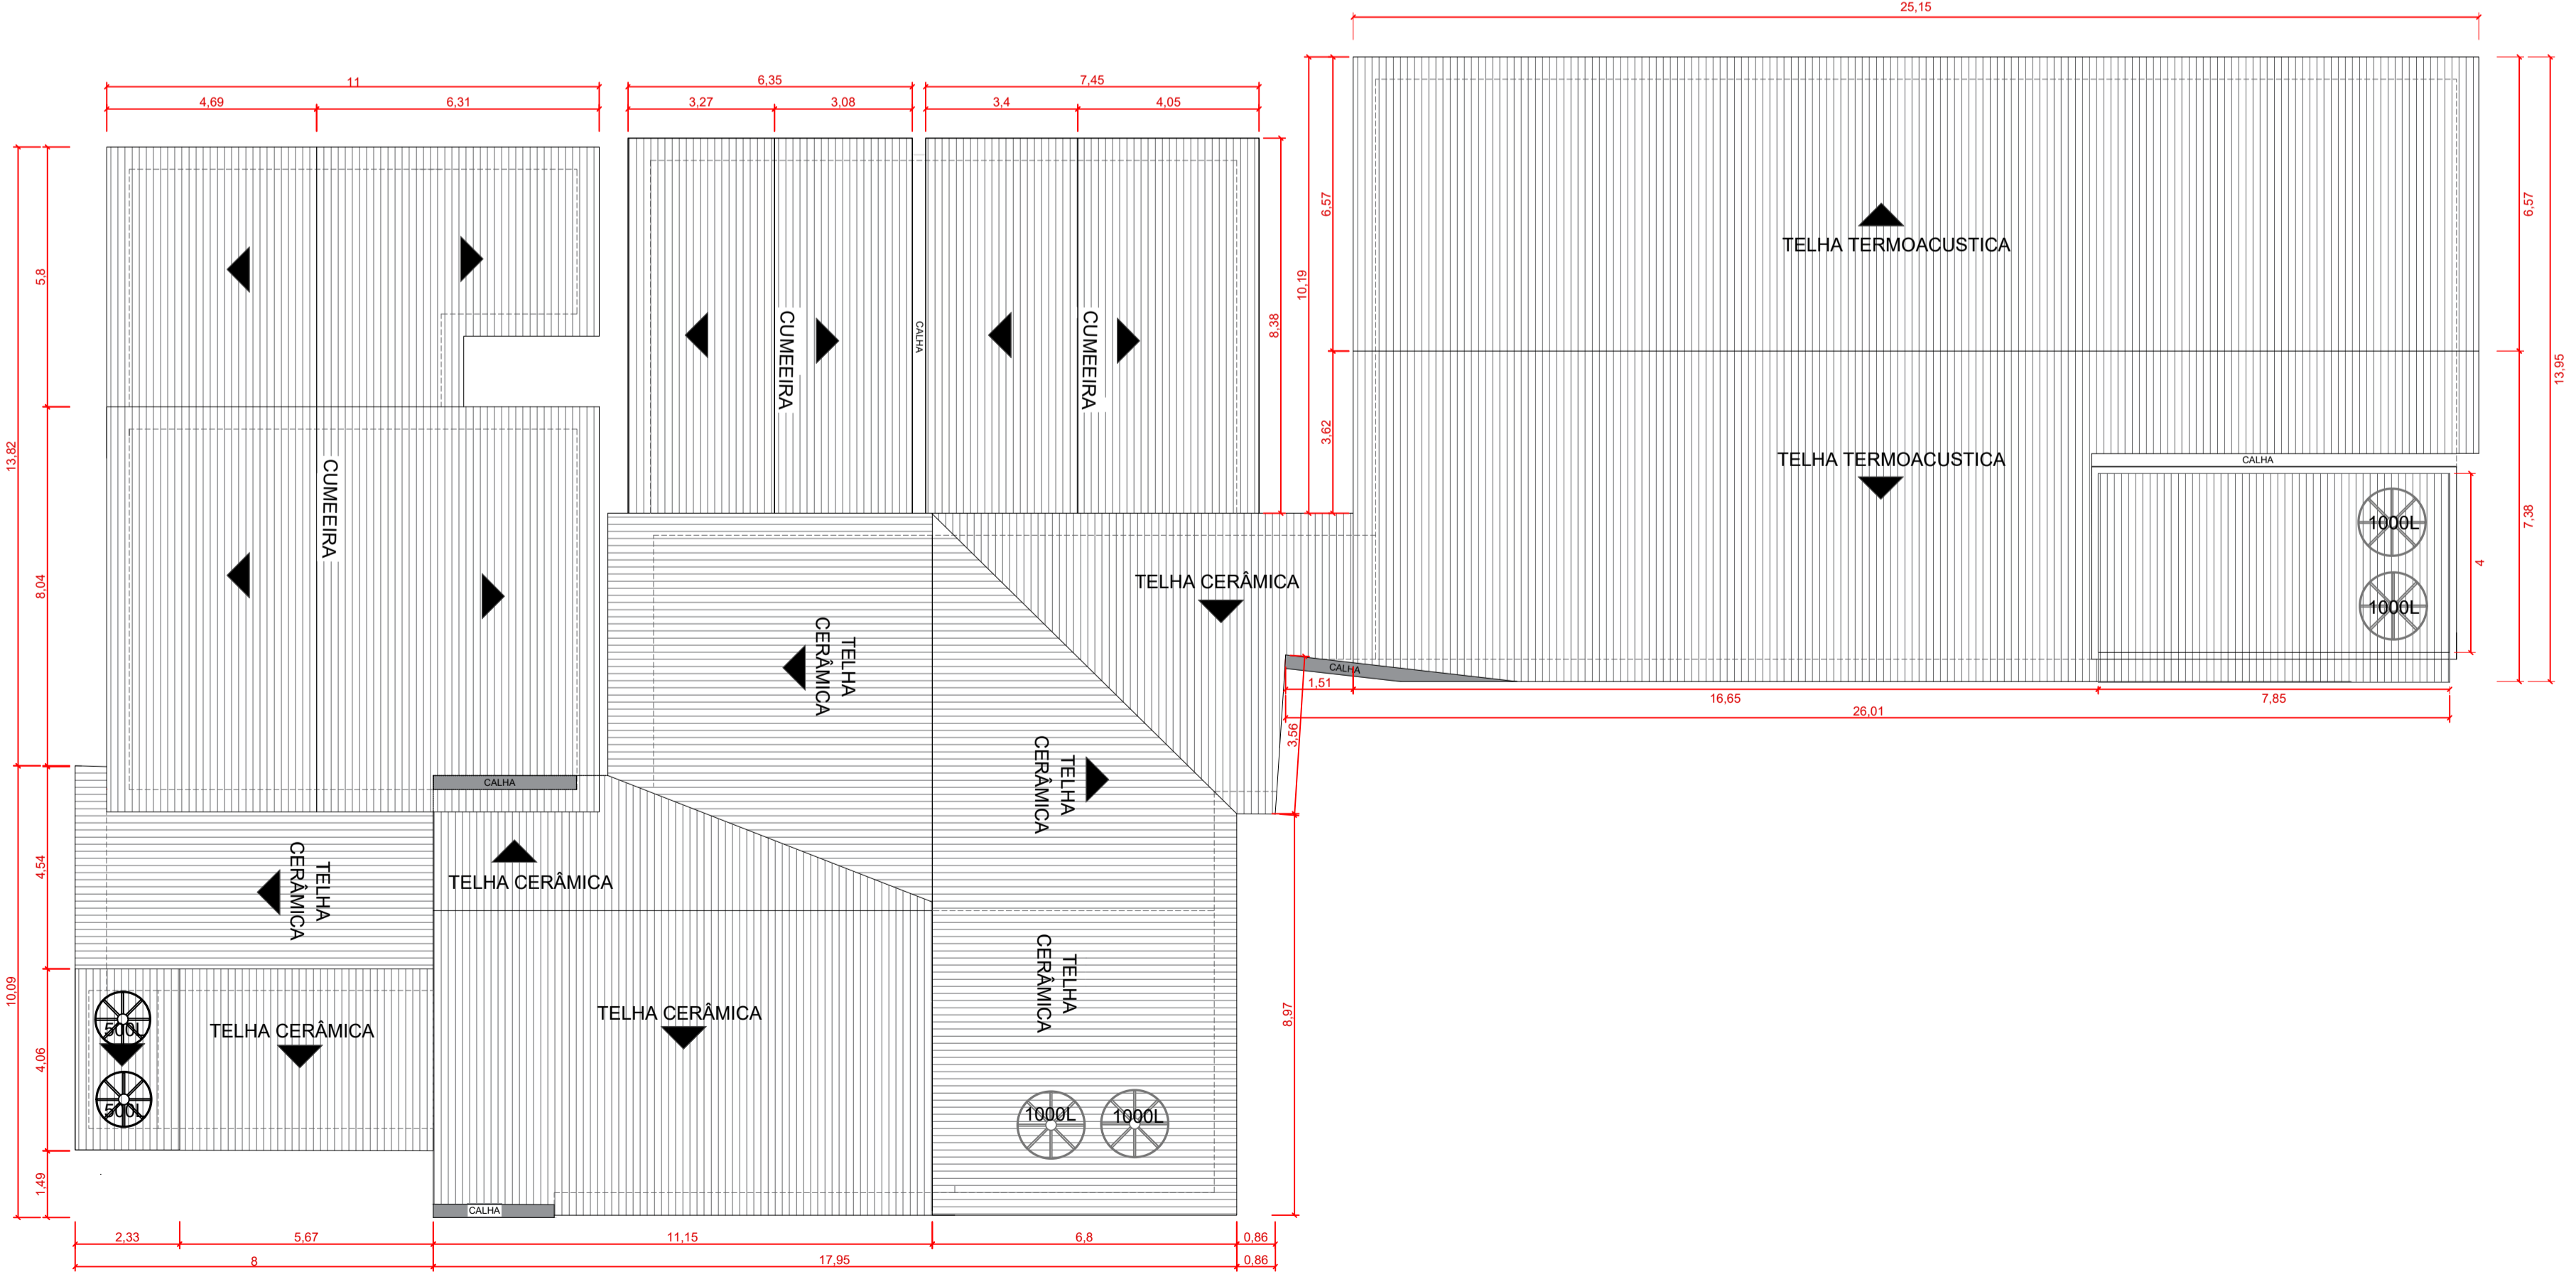 25,15
11
6,35
7,45
4,69
6,31
3,27
3,08
3,4
4,05
5,8
13,82
8,04
6,57
10,19
8,38
3,62
6,57
13,95
7,38
TELHA TERMOACUSTICA
TELHA TERMOACUSTICA
CUMEEIRA
CUMEEIRA
CALHA
CUMEEIRA
CALHA
1000L
1000L
4
TELHA CERÂMICA
TELHA
CERÂMICA
CALHA
1,51
16,65
7,85
26,01
3,56
TELHA
CERÂMICA
CALHA
4,54
TELHA
CERÂMICA
TELHA CERÂMICA
TELHA
CERÂMICA
10,09
4,06
500L
500L
TELHA CERÂMICA
TELHA CERÂMICA
8,97
1000L
1000L
1,49
CALHA
2,33
5,67
11,15
6,8
0,86
8
17,95
0,86